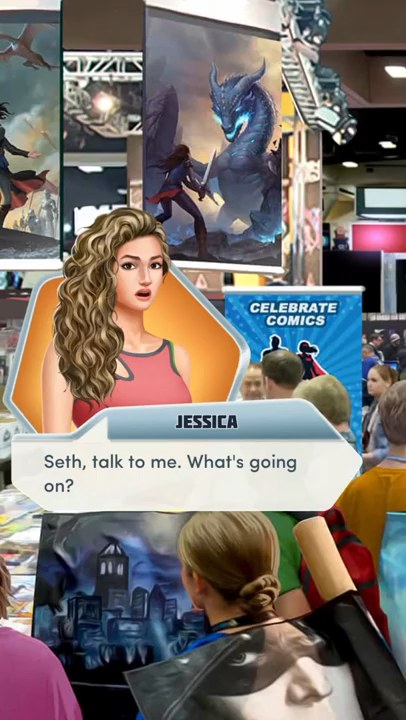 CELEBRATE
COMICS
JESSICA
Seth, talk to me. What's going
on?